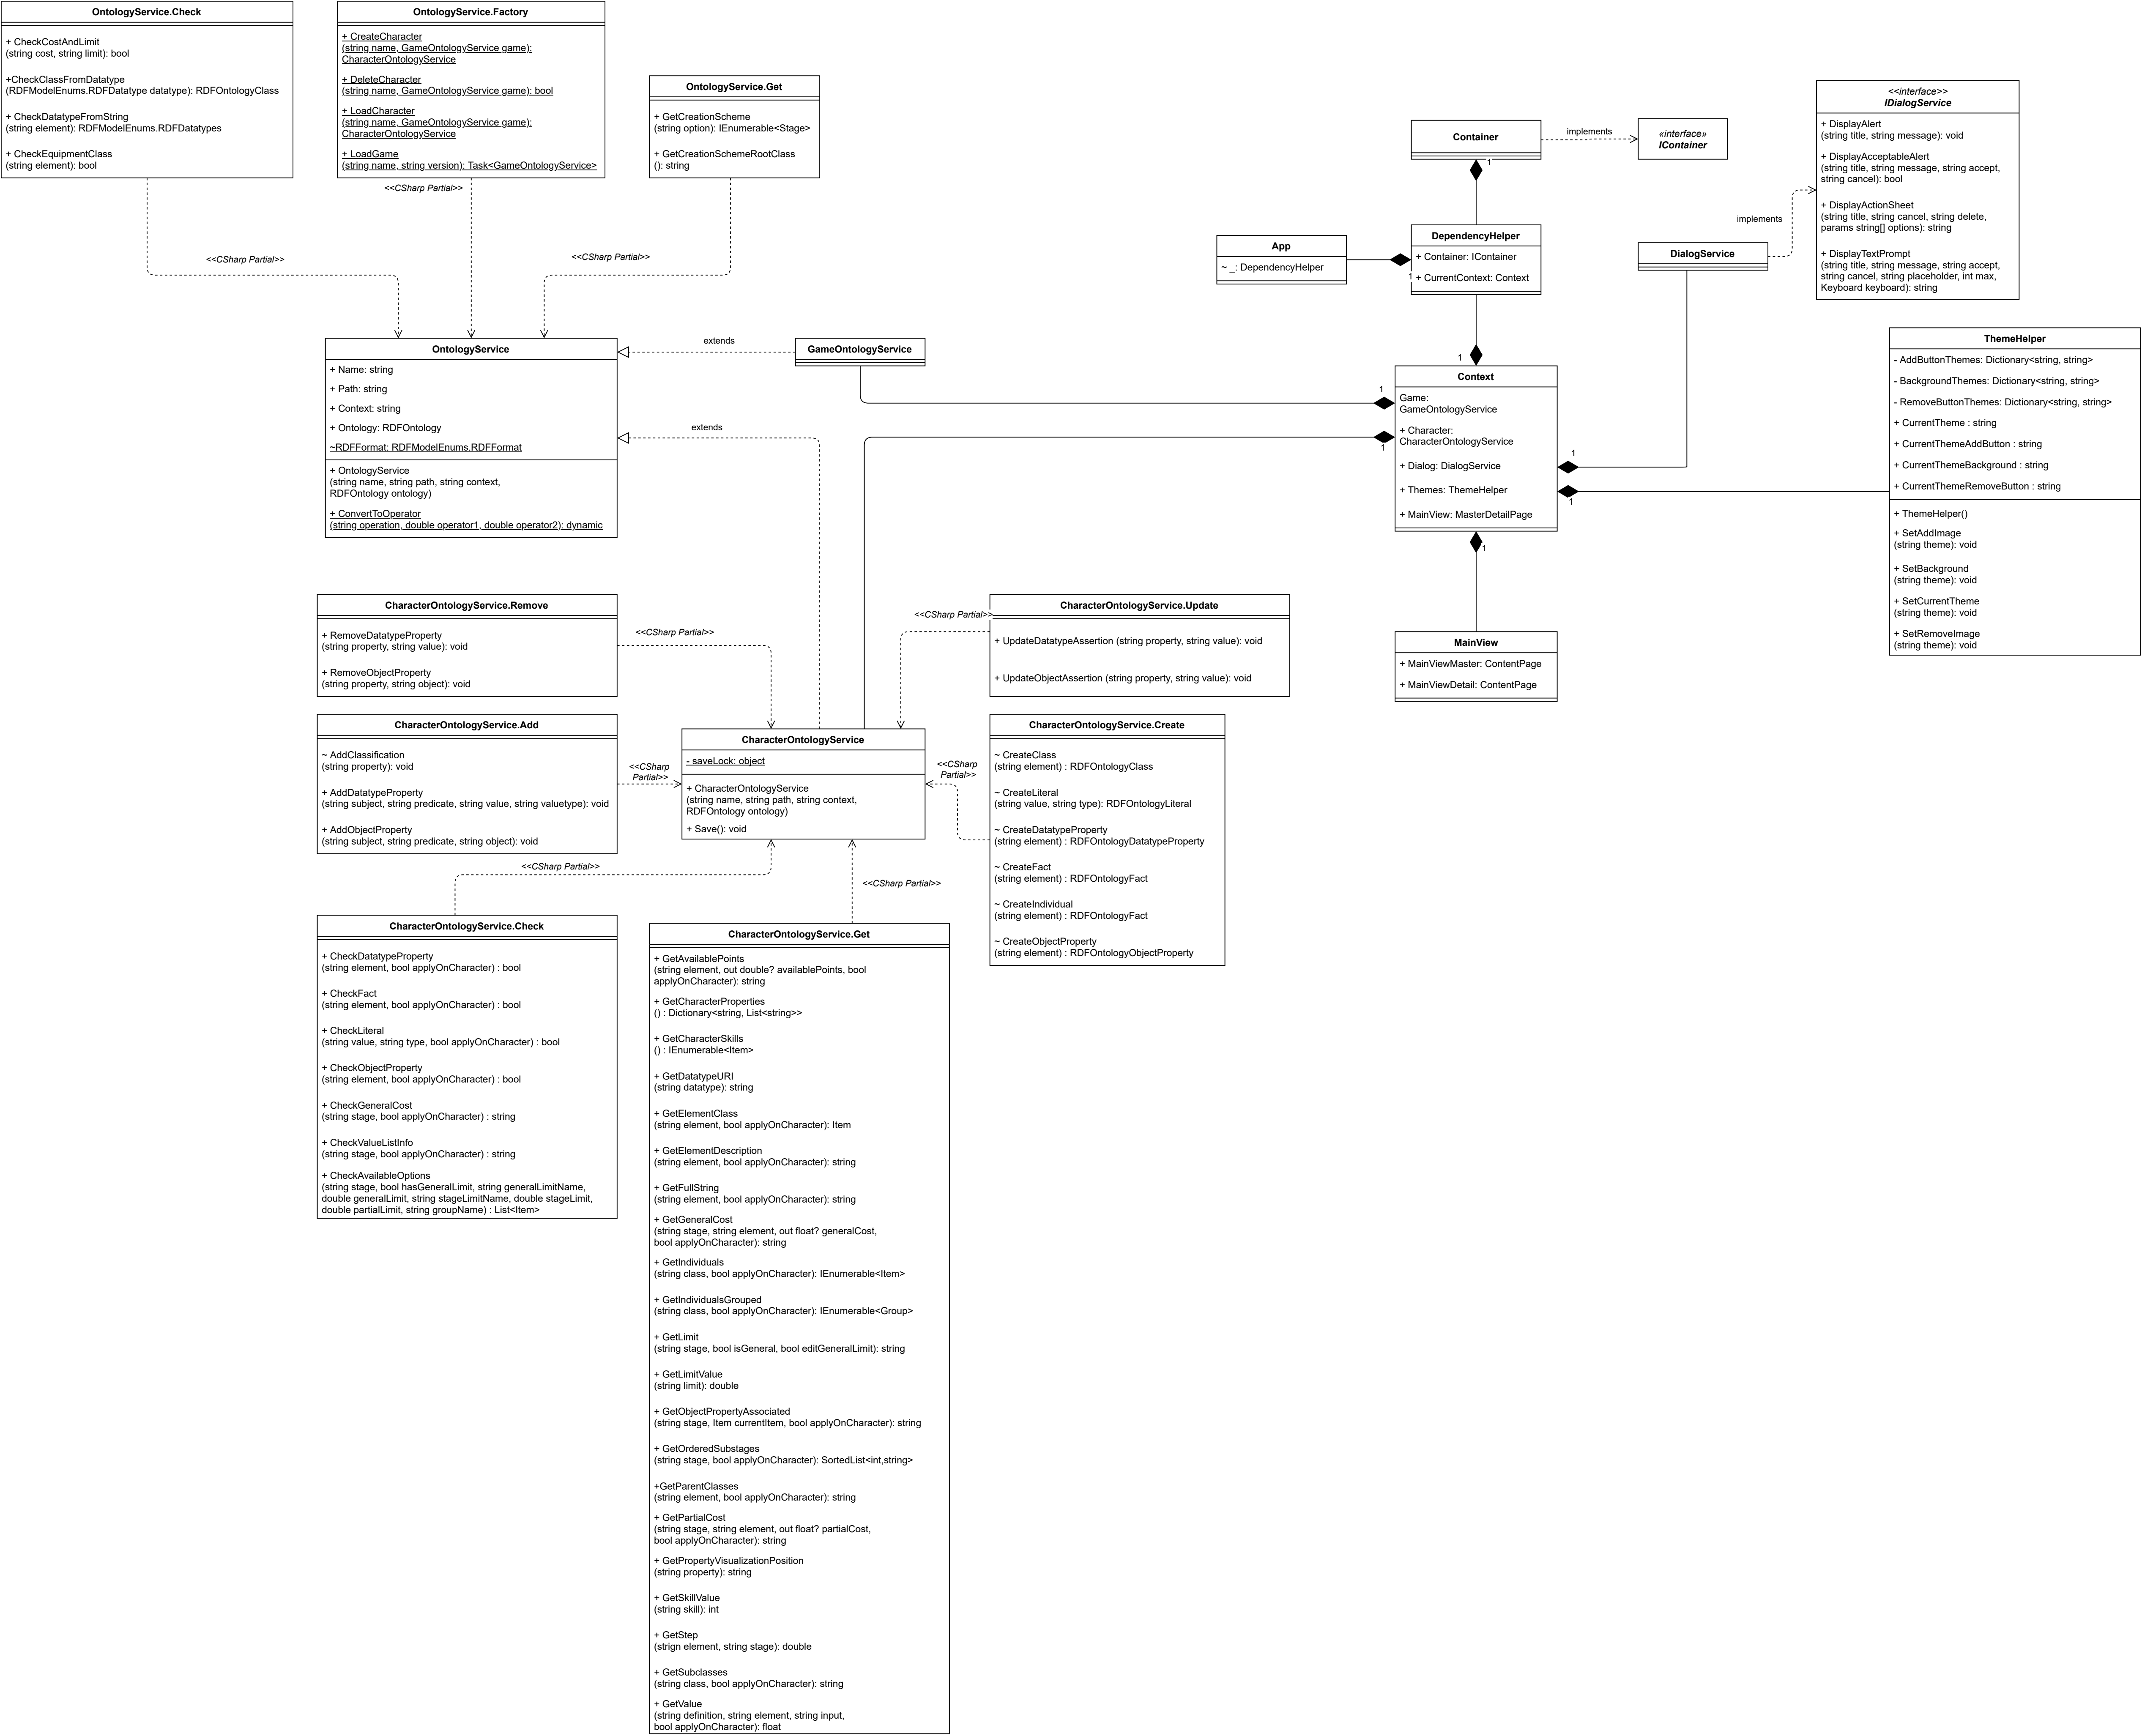 OntologyService.Check
+ CheckCostAndLimit
(string cost, string limit): bool
+CheckClassFromDatatype
(RDFModelEnums.RDFDatatype datatype): RDFOntologyClass
+ CheckDatatypeFromString
(string element): RDFModelEnums.RDFDatatypes
+ CheckEquipmentClass
(string element): bool
OntologyService.Factory
+ CreateCharacter
(string name, GameOntologyService game):
CharacterOntologyService
+ DeleteCharacter
(string name, GameOntologyService game): bool
+ LoadCharacter
(string name, GameOntologyService game):
CharacterOntologyService
+ LoadGame
(string name, string version): Task<GameOntologyService>
OntologyService.Get
+ GetCreationScheme
(string option): IEnumerable<Stage>
+ GetCreationSchemeRootClass
(): string
<<CSharp Partial>>
<<CSharp Partial>>
<<CSharp Partial>>
Container
1
implements
«interface»
IContainer
<<interface>>
IDialogService
+ DisplayAlert
(string title, string message): void
+ DisplayAcceptableAlert
(string title, string message, string accept,
string cancel): bool
+ DisplayActionSheet
(string title, string cancel, string delete,
params string[] options): string
+ DisplayTextPrompt
(string title, string message, string accept,
string cancel, string placeholder, int max,
Keyboard keyboard): string
implements
App
~ _: DependencyHelper
DependencyHelper
+ Container: IContainer
1
+ CurrentContext: Context
DialogService
OntologyService
+ Name: string
+ Path: string
+ Context: string
+ Ontology: RDFOntology
~RDFFormat: RDFModelEnums.RDFFormat
+ OntologyService
(string name, string path, string context,
RDFOntology ontology)
+ ConvertToOperator
(string operation, double operator1, double operator2): dynamic
extends
GameOntologyService
extends
1
1
1
Context
Game:
GameOntologyService
+ Character:
CharacterOntologyService
+ Dialog: DialogService
+ Themes: ThemeHelper
+ MainView: MasterDetailPage
1
1
1
ThemeHelper
- AddButtonThemes: Dictionary<string, string>
- BackgroundThemes: Dictionary<string, string>
- RemoveButtonThemes: Dictionary<string, string>
+ CurrentTheme : string
+ CurrentThemeAddButton : string
+ CurrentThemeBackground : string
+ CurrentThemeRemoveButton : string
+ ThemeHelper()
+ SetAddImage
(string theme): void
+ SetBackground
(string theme): void
+ SetCurrentTheme
(string theme): void
+ SetRemoveImage
(string theme): void
MainView
+ MainViewMaster: ContentPage
+ MainViewDetail: ContentPage
CharacterOntologyService.Remove
+ RemoveDatatypeProperty
(string property, string value): void
+ RemoveObjectProperty
(string property, string object): void
<<CSharp Partial>>
<<CSharp Partial>>
CharacterOntologyService.Update
+ UpdateDatatypeAssertion (string property, string value): void
+ UpdateObjectAssertion (string property, string value): void
CharacterOntologyService.Add
~ AddClassification
(string property): void
+ AddDatatypeProperty
(string subject, string predicate, string value, string valuetype): void
+ AddObjectProperty
(string subject, string predicate, string object): void
<<CSharp
Partial>>
CharacterOntologyService
- saveLock: object
+ CharacterOntologyService
(string name, string path, string context,
RDFOntology ontology)
+ Save(): void
<<CSharp
Partial>>
CharacterOntologyService.Create
~ CreateClass
(string element) : RDFOntologyClass
~ CreateLiteral
(string value, string type): RDFOntologyLiteral
~ CreateDatatypeProperty
(string element) : RDFOntologyDatatypeProperty
~ CreateFact
(string element) : RDFOntologyFact
~ CreateIndividual
(string element) : RDFOntologyFact
~ CreateObjectProperty
(string element) : RDFOntologyObjectProperty
<<CSharp Partial>>
<<CSharp Partial>>
CharacterOntologyService.Check
+ CheckDatatypeProperty
(string element, bool applyOnCharacter) : bool
+ CheckFact
(string element, bool applyOnCharacter) : bool
+ CheckLiteral
(string value, string type, bool applyOnCharacter) : bool
+ CheckObjectProperty
(string element, bool applyOnCharacter) : bool
+ CheckGeneralCost
(string stage, bool applyOnCharacter) : string
+ CheckValueListInfo
(string stage, bool applyOnCharacter) : string
+ CheckAvailableOptions
(string stage, bool hasGeneralLimit, string generalLimitName,
double generalLimit, string stageLimitName, double stageLimit,
double partialLimit, string groupName) : List<Item>
CharacterOntologyService.Get
+ GetAvailablePoints
(string element, out double? availablePoints, bool
applyOnCharacter): string
+ GetCharacterProperties
() : Dictionary<string, List<string>>
+ GetCharacterSkills
() : IEnumerable<Item>
+ GetDatatypeURI
(string datatype): string
+ GetElementClass
(string element, bool applyOnCharacter): Item
+ GetElementDescription
(string element, bool applyOnCharacter): string
+ GetFullString
(string element, bool applyOnCharacter): string
+ GetGeneralCost
(string stage, string element, out float? generalCost,
bool applyOnCharacter): string
+ GetIndividuals
(string class, bool applyOnCharacter): IEnumerable<Item>
+ GetIndividualsGrouped
(string class, bool applyOnCharacter): IEnumerable<Group>
+ GetLimit
(string stage, bool isGeneral, bool editGeneralLimit): string
+ GetLimitValue
(string limit): double
+ GetObjectPropertyAssociated
(string stage, Item currentItem, bool applyOnCharacter): string
+ GetOrderedSubstages
(string stage, bool applyOnCharacter): SortedList<int,string>
+GetParentClasses
(string element, bool applyOnCharacter): string
+ GetPartialCost
(string stage, string element, out float? partialCost,
bool applyOnCharacter): string
+ GetPropertyVisualizationPosition
(string property): string
+ GetSkillValue
(string skill): int
+ GetStep
(strign element, string stage): double
+ GetSubclasses
(string class, bool applyOnCharacter): string
+ GetValue
(string definition, string element, string input,
bool applyOnCharacter): float